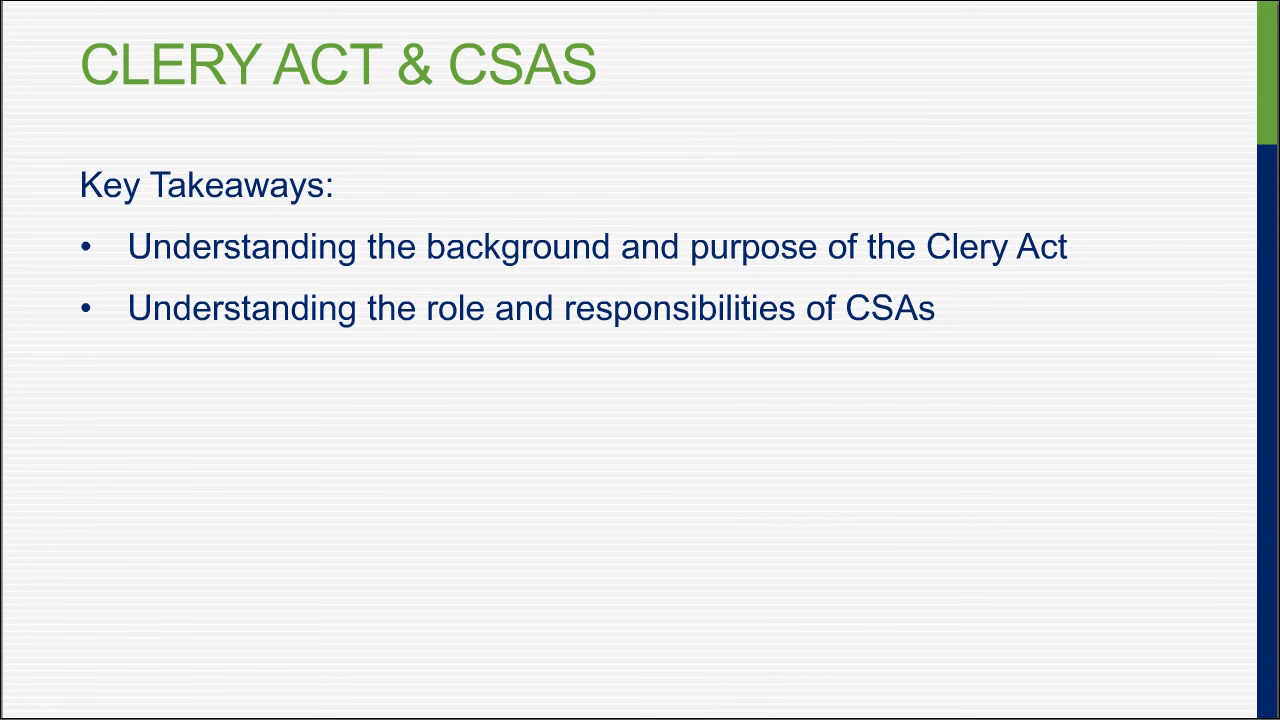 CLERY ACT & CSAS
Key Takeaways:
• Understanding the background and purpose of the Clery Act
• Understanding the role and responsibilities of CSAs